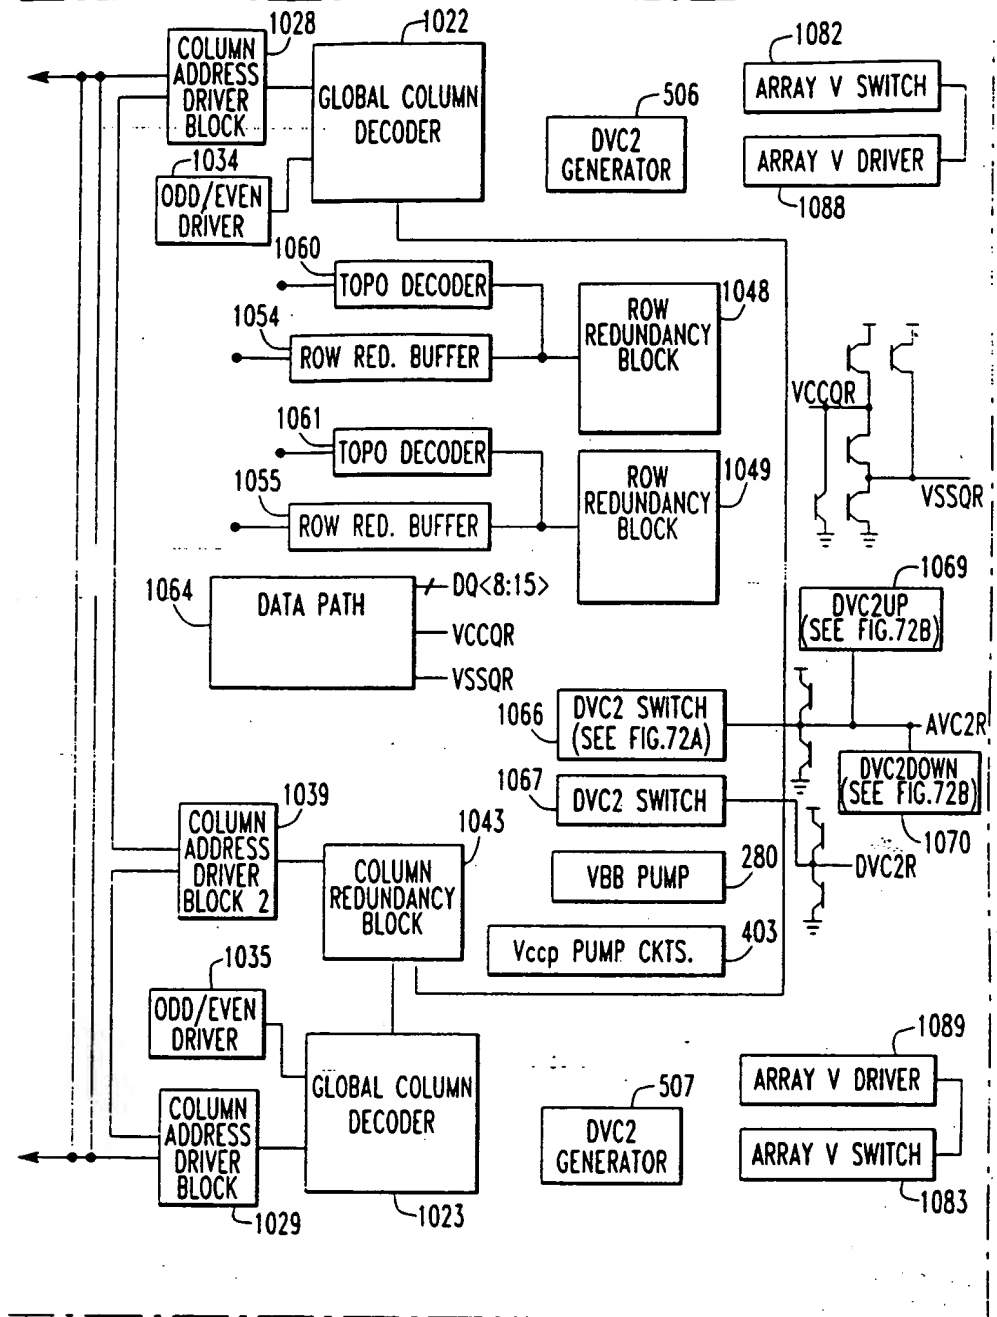 1028
COLUMN
ADDRESS
DRIVER
BLOCK
1022
GLOBAL COLUMN
DECODER
1034
ODD/EVEN
DRIVER
506
DVC2
GENERATOR
1082
ARRAY V SWITCH
ARRAY V DRIVER
1088
1060
TOPO DECODER
1054
ROW RED. BUFFER
1048
ROW
REDUNDANCY
BLOCK
1061
TOPO DECODER
1055
ROW RED. BUFFER
1049
ROW
REDUNDANCY
BLOCK
VCCQR
VSSQR
1064
DATA PATH
DQ<8:15>
VCCQR
VSSQR
1069
DVC2UP
(SEE FIG.72B)
1066
DVC2 SWITCH
(SEE FIG.72A)
AVC2R
DVC2DOWN
(SEE FIG.72B)
1070
1067
DVC2 SWITCH
DVC2R
280
VBB PUMP
403
Vccp PUMP CKTS.
1039
COLUMN
ADDRESS
DRIVER
BLOCK 2
1043
COLUMN
REDUNDANCY
BLOCK
1035
ODD/EVEN
DRIVER
GLOBAL COLUMN
DECODER
1023
COLUMN
ADDRESS
DRIVER
BLOCK
1029
507
DVC2
GENERATOR
1089
ARRAY V DRIVER
ARRAY V SWITCH
1083